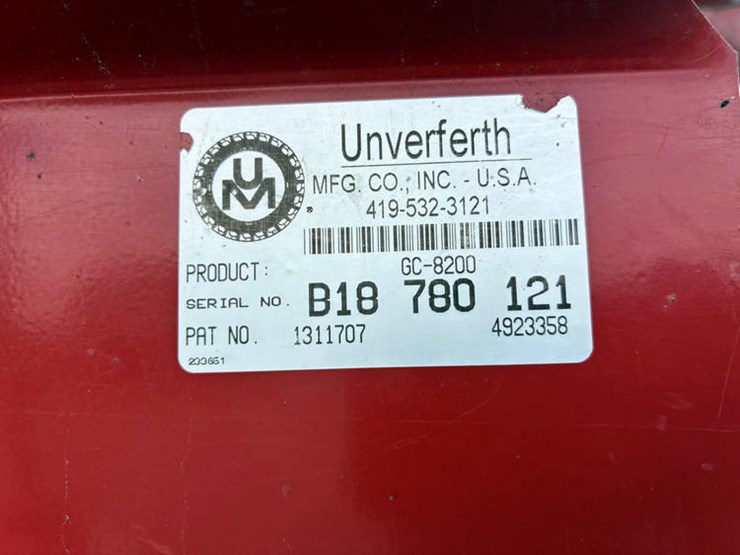 UM
Unverferth
MFG. CO., INC. - U.S.A.
®
419-532-3121
PRODUCT: GC-8200
SERIAL NO. B18 780 121
PAT NO. 1311707 4923358
200651